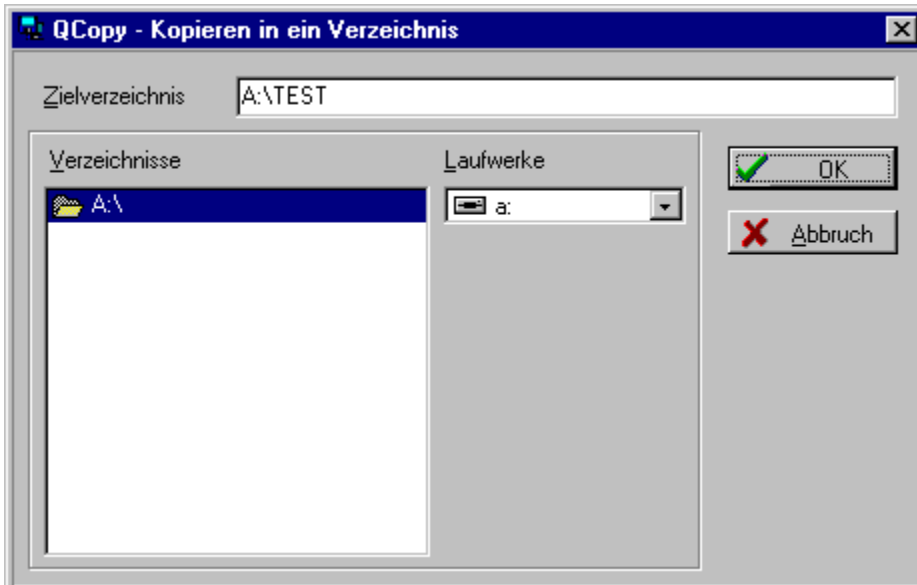 QCopy - Kopieren in ein Verzeichnis
Zielverzeichnis A:\TEST
Verzeichnisse Laufwerke
OK
A:\ a:
Abbruch